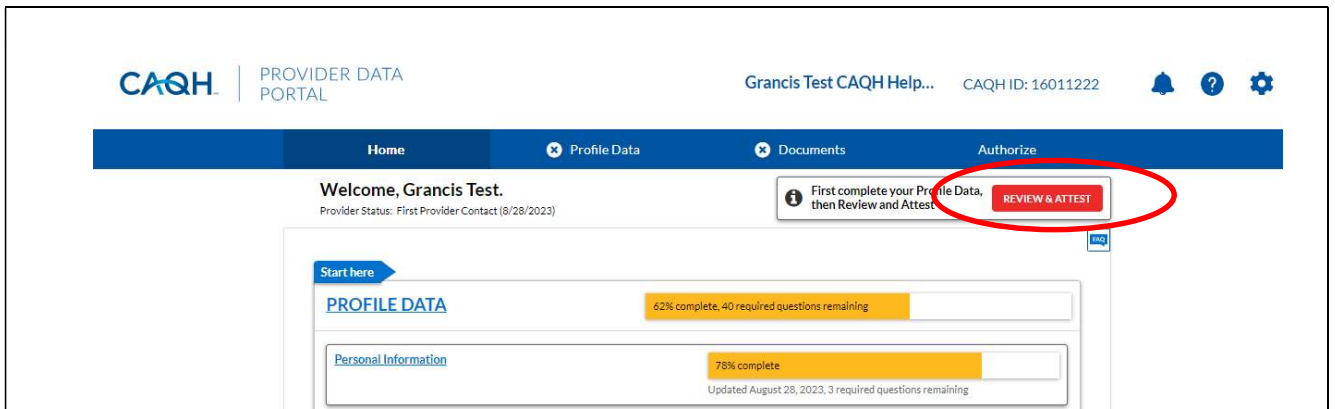 CAQH
PROVIDER DATA
PORTAL
Grancis Test CAQH Help...
CAQH ID: 16011222
?
Home
Profile Data
Documents
Authorize
Welcome, Grancis Test.
Provider Status: First Provider Contact (8/28/2023)
First complete your Profile Data,
then Review and Attest
REVIEW & ATTEST
FAQ
Start here
PROFILE DATA
62% complete, 40 required questions remaining
Personal Information
78% complete
Updated August 28, 2023, 3 required questions remaining